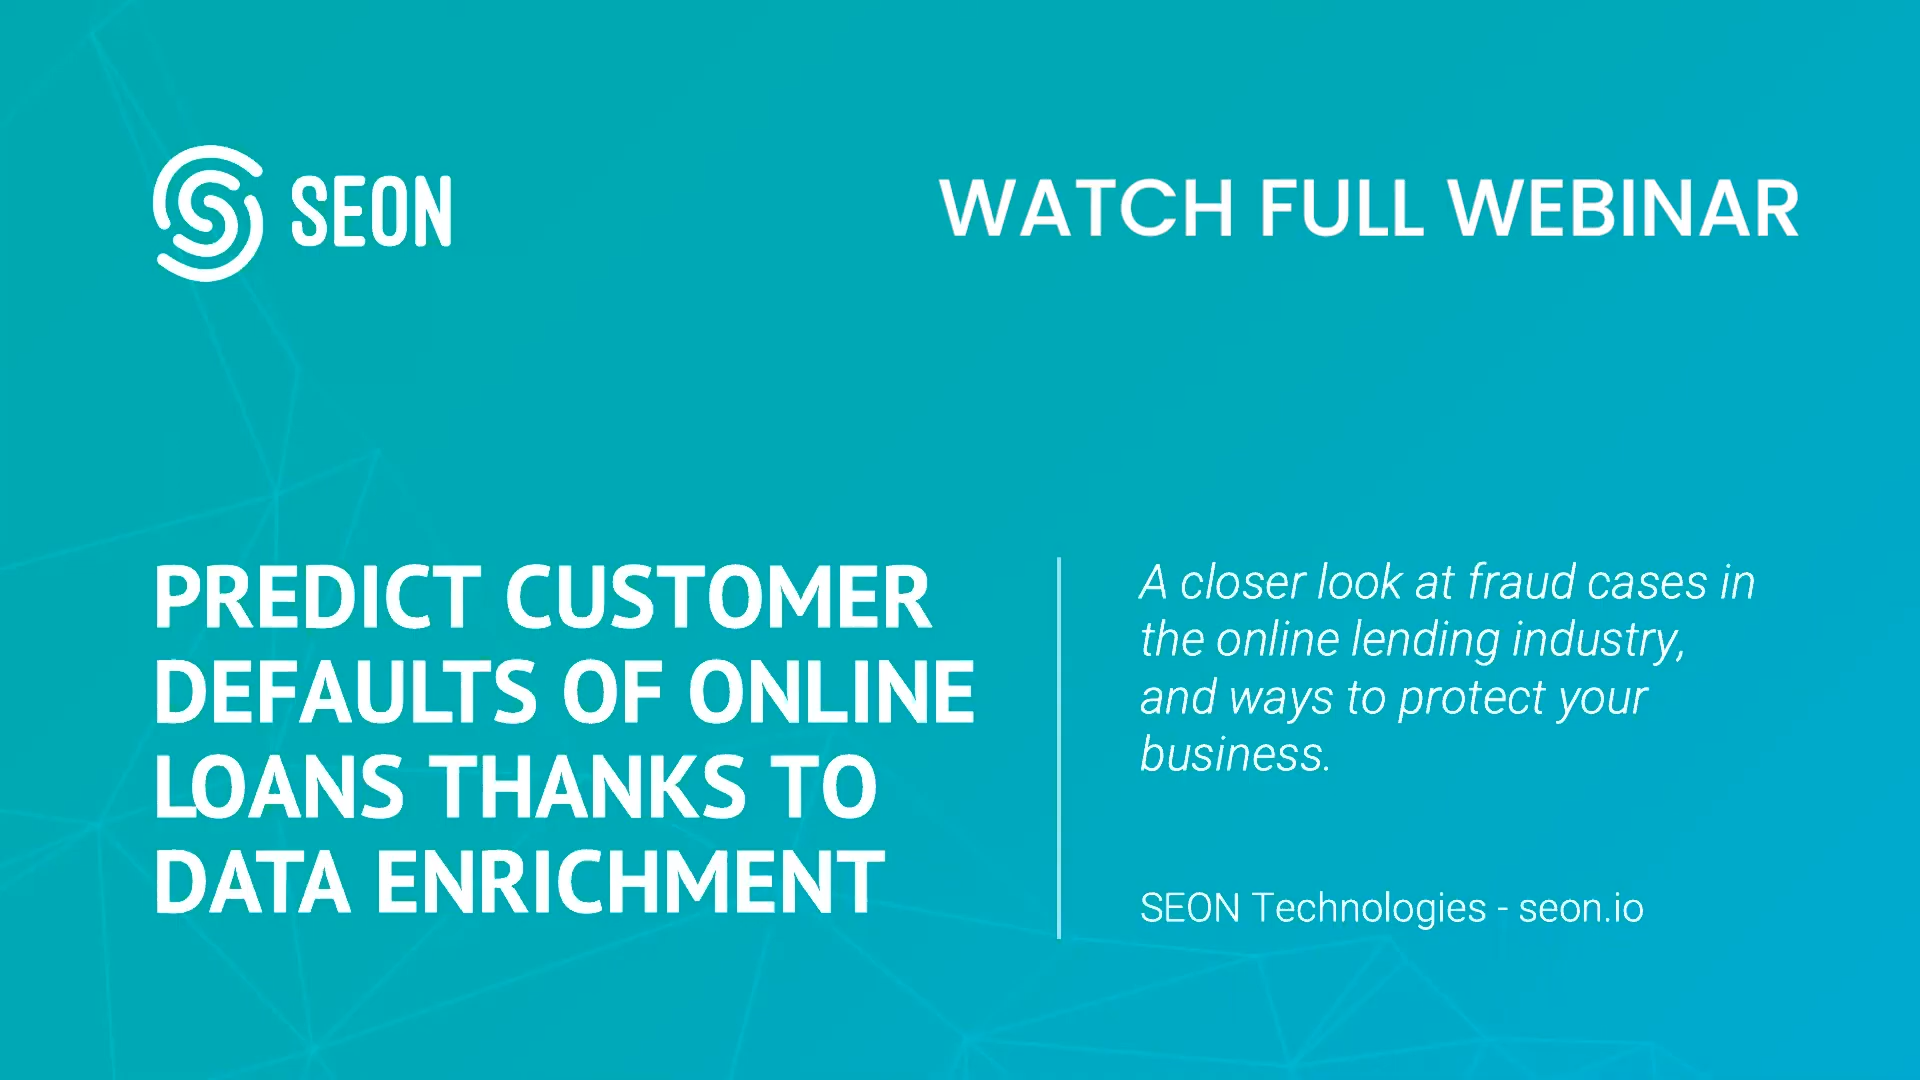 SEON
WATCH FULL WEBINAR
PREDICT CUSTOMER
DEFAULTS OF ONLINE
LOANS THANKS TO
DATA ENRICHMENT
A closer look at fraud cases in
the online lending industry,
and ways to protect your
business.
SEON Technologies - seon.io